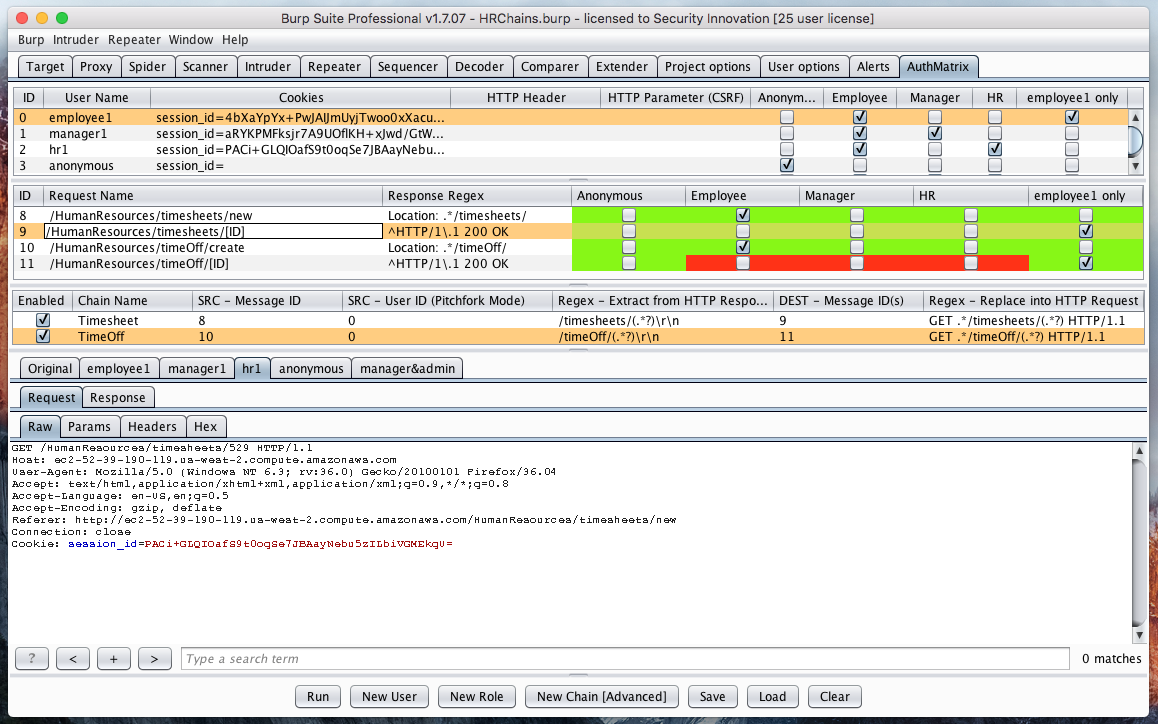 Burp Suite Professional v1.7.07 - HRChains.burp - licensed to Security Innovation [25 user license]
Burp Intruder Repeater Window Help
Target Proxy Spider Scanner Intruder Repeater Sequencer Decoder Comparer Extender Project options User options Alerts AuthMatrix
ID User Name Cookies HTTP Header HTTP Parameter (CSRF) Anonym... Employee Manager HR employee1 only
0 employee1 session_id=4bXaYpYx+PwJAlJmUyjTwoo0xXacu...
1 manager1 session_id=aRYKPMFksjr7A9UOflKH+xJwd/GtW...
2 hr1 session_id=PACi+GLQIOafS9t0oqSe7JBAayNebu...
3 anonymous session_id=
ID Request Name Response Regex Anonymous Employee Manager HR employee1 only
8 /HumanResources/timesheets/new Location: .*/timesheets/
9 /HumanResources/timesheets/[ID] ^HTTP/1\.1 200 OK
10 /HumanResources/timeOff/create Location: .*/timeOff/
11 /HumanResources/timeOff/[ID] ^HTTP/1\.1 200 OK
Enabled Chain Name SRC - Message ID SRC - User ID (Pitchfork Mode) Regex - Extract from HTTP Respo... DEST - Message ID(s) Regex - Replace into HTTP Request
Timesheet 8 0 /timesheets/(.*?)\r\n 9 GET .*/timesheets/(.*?) HTTP/1.1
TimeOff 10 0 /timeOff/(.*?)\r\n 11 GET .*/timeOff/(.*?) HTTP/1.1
Original employee1 manager1 hr1 anonymous manager&admin
Request Response
Raw Params Headers Hex
GET /HumanResources/timesheets/529 HTTP/1.1
Host: ec2-52-39-190-119.us-west-2.compute.amazonaws.com
User-Agent: Mozilla/5.0 (Windows NT 6.3; rv:36.0) Gecko/20100101 Firefox/36.04
Accept: text/html,application/xhtml+xml,application/xml;q=0.9,*/*;q=0.8
Accept-Language: en-US,en;q=0.5
Accept-Encoding: gzip, deflate
Referer: http://ec2-52-39-190-119.us-west-2.compute.amazonaws.com/HumanResources/timesheets/new
Connection: close
Cookie: session_id=PACi+GLQIOafS9t0oqSe7JBAayNebu5zILbiVGMEkqU=
? < + > Type a search term 0 matches
Run New User New Role New Chain [Advanced] Save Load Clear